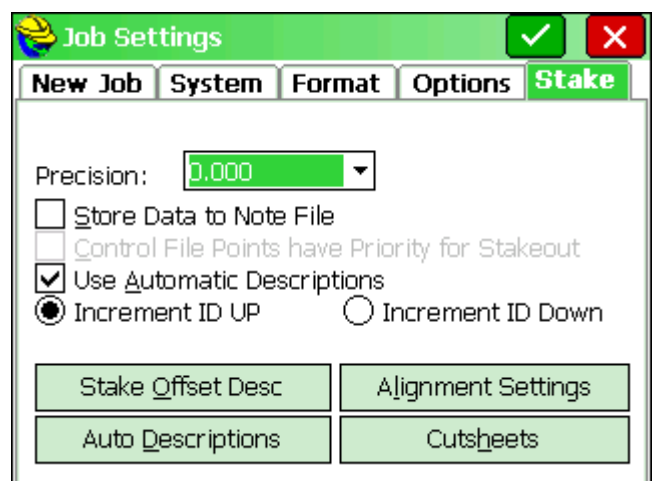 Job Settings
New Job System Format Options Stake
Precision: 0.000
Store Data to Note File
Control File Points have Priority for Stakeout
Use Automatic Descriptions
Increment ID UP Increment ID Down
Stake Offset Desc Alignment Settings
Auto Descriptions Cutsheets